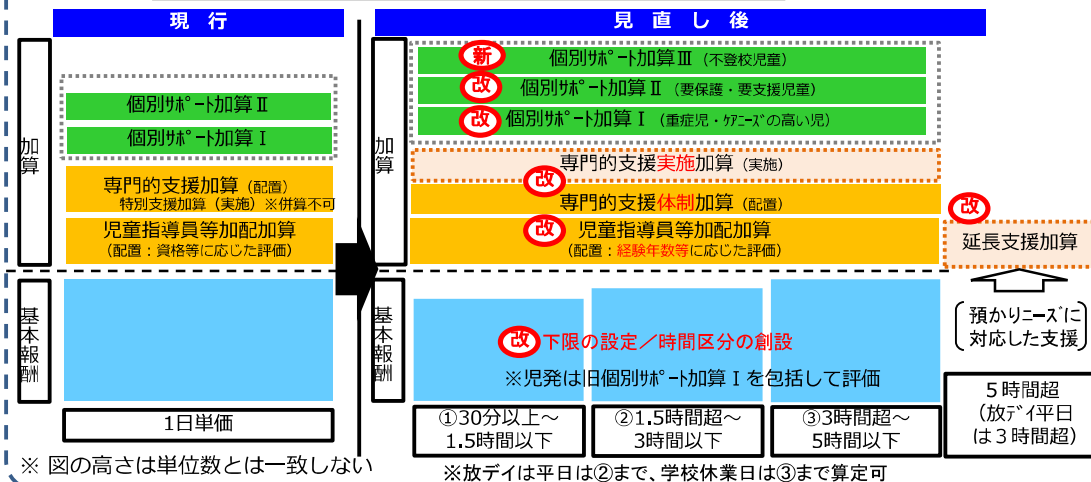 現 行
加算
個別ｻﾎﾟｰﾄ加算Ⅱ
個別ｻﾎﾟｰﾄ加算Ⅰ
専門的支援加算（配置）
特別支援加算（実施）※併算不可
児童指導員等加配加算
（配置：資格等に応じた評価）
基本報酬
1日単価
※ 図の高さは単位数とは一致しない
見 直 し 後
加算
新 個別ｻﾎﾟｰﾄ加算Ⅲ（不登校児童）
改 個別ｻﾎﾟｰﾄ加算Ⅱ（要保護・要支援児童）
改 個別ｻﾎﾟｰﾄ加算Ⅰ（重症児・ｹｱﾆｰｽﾞの高い児）
専門的支援実施加算（実施）
改
専門的支援体制加算（配置）
改 児童指導員等加配加算
（配置：経験年数等に応じた評価）
改
延長支援加算
預かりﾆｰｽﾞに
対応した支援
基本報酬
改 下限の設定／時間区分の創設
※児発は旧個別ｻﾎﾟｰﾄ加算Ⅰを包括して評価
①30分以上～
1.5時間以下
②1.5時間超～
3時間以下
③3時間超～
5時間以下
５時間超
（放ﾃﾞｲ平日
は３時間超）
※放デイは平日は②まで、学校休業日は③まで算定可